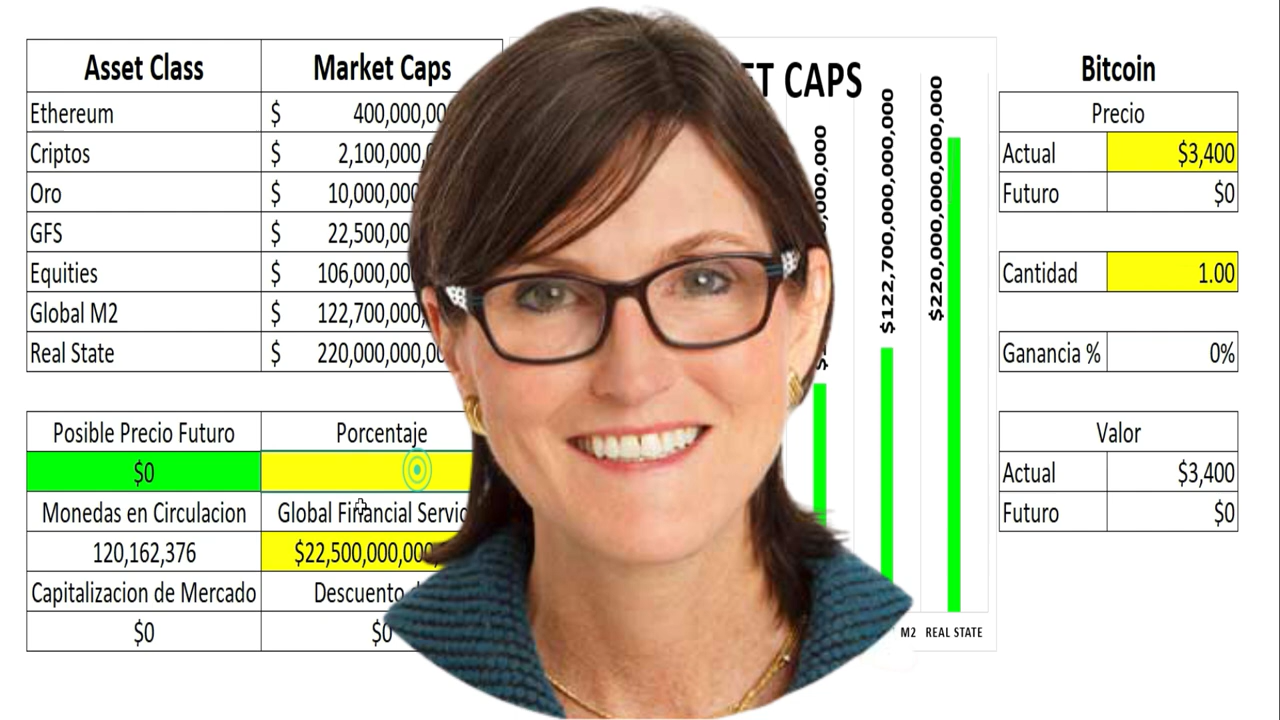 Asset Class Market Caps
Ethereum $ 400,000,00
Criptos $ 2,100,000,
Oro $ 10,000,000
GFS $ 22,500,00
Equities $ 106,000,00
Global M2 $ 122,700,000,
Real State $ 220,000,000,00
Posible Precio Futuro Porcentaje
$0
Monedas en Circulacion Global Financial Servic
120,162,376 $22,500,000,000,
Capitalizacion de Mercado Descuento
$0 $0
ET CAPS
0,000,000
$122,700,000,000,000
$220,000,000,000,000
M2 REAL STATE
Bitcoin
Precio
Actual $3,400
Futuro $0
Cantidad 1.00
Ganancia % 0%
Valor
Actual $3,400
Futuro $0